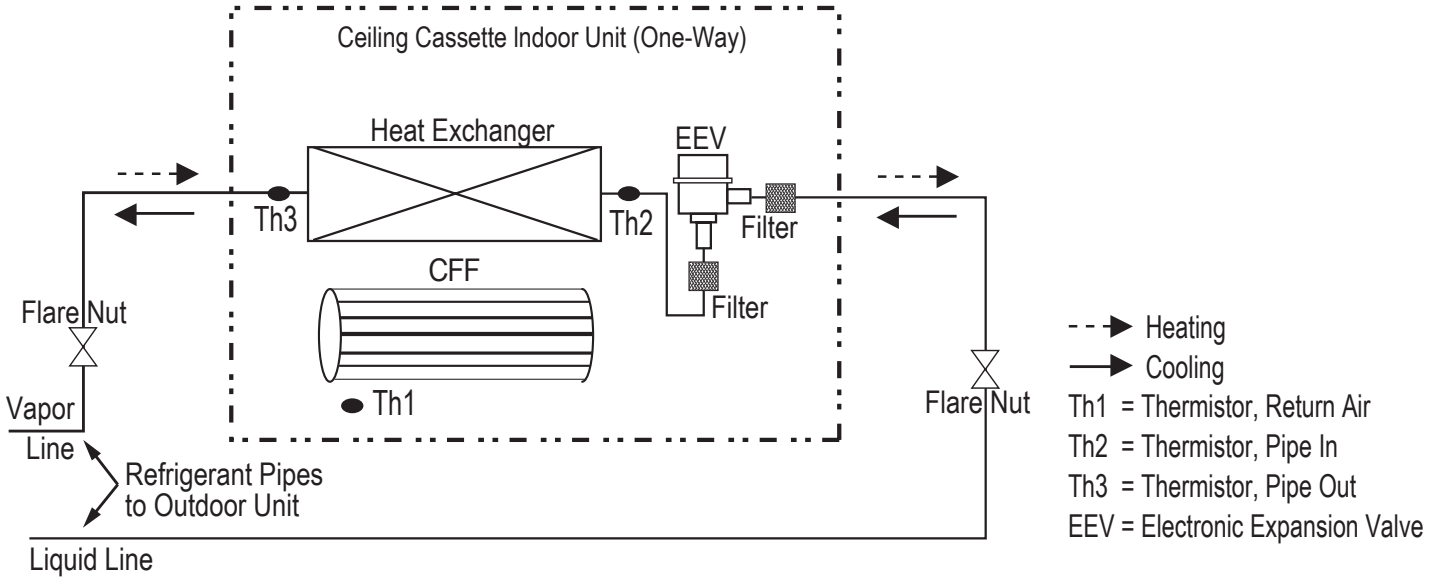 Ceiling Cassette Indoor Unit (One-Way)
Heat Exchanger
EEV
Th3
Th2
Filter
CFF
Filter
Flare Nut
Th1
Vapor
Line
Refrigerant Pipes
to Outdoor Unit
Liquid Line
Flare Nut
Heating
Cooling
Th1 = Thermistor, Return Air
Th2 = Thermistor, Pipe In
Th3 = Thermistor, Pipe Out
EEV = Electronic Expansion Valve